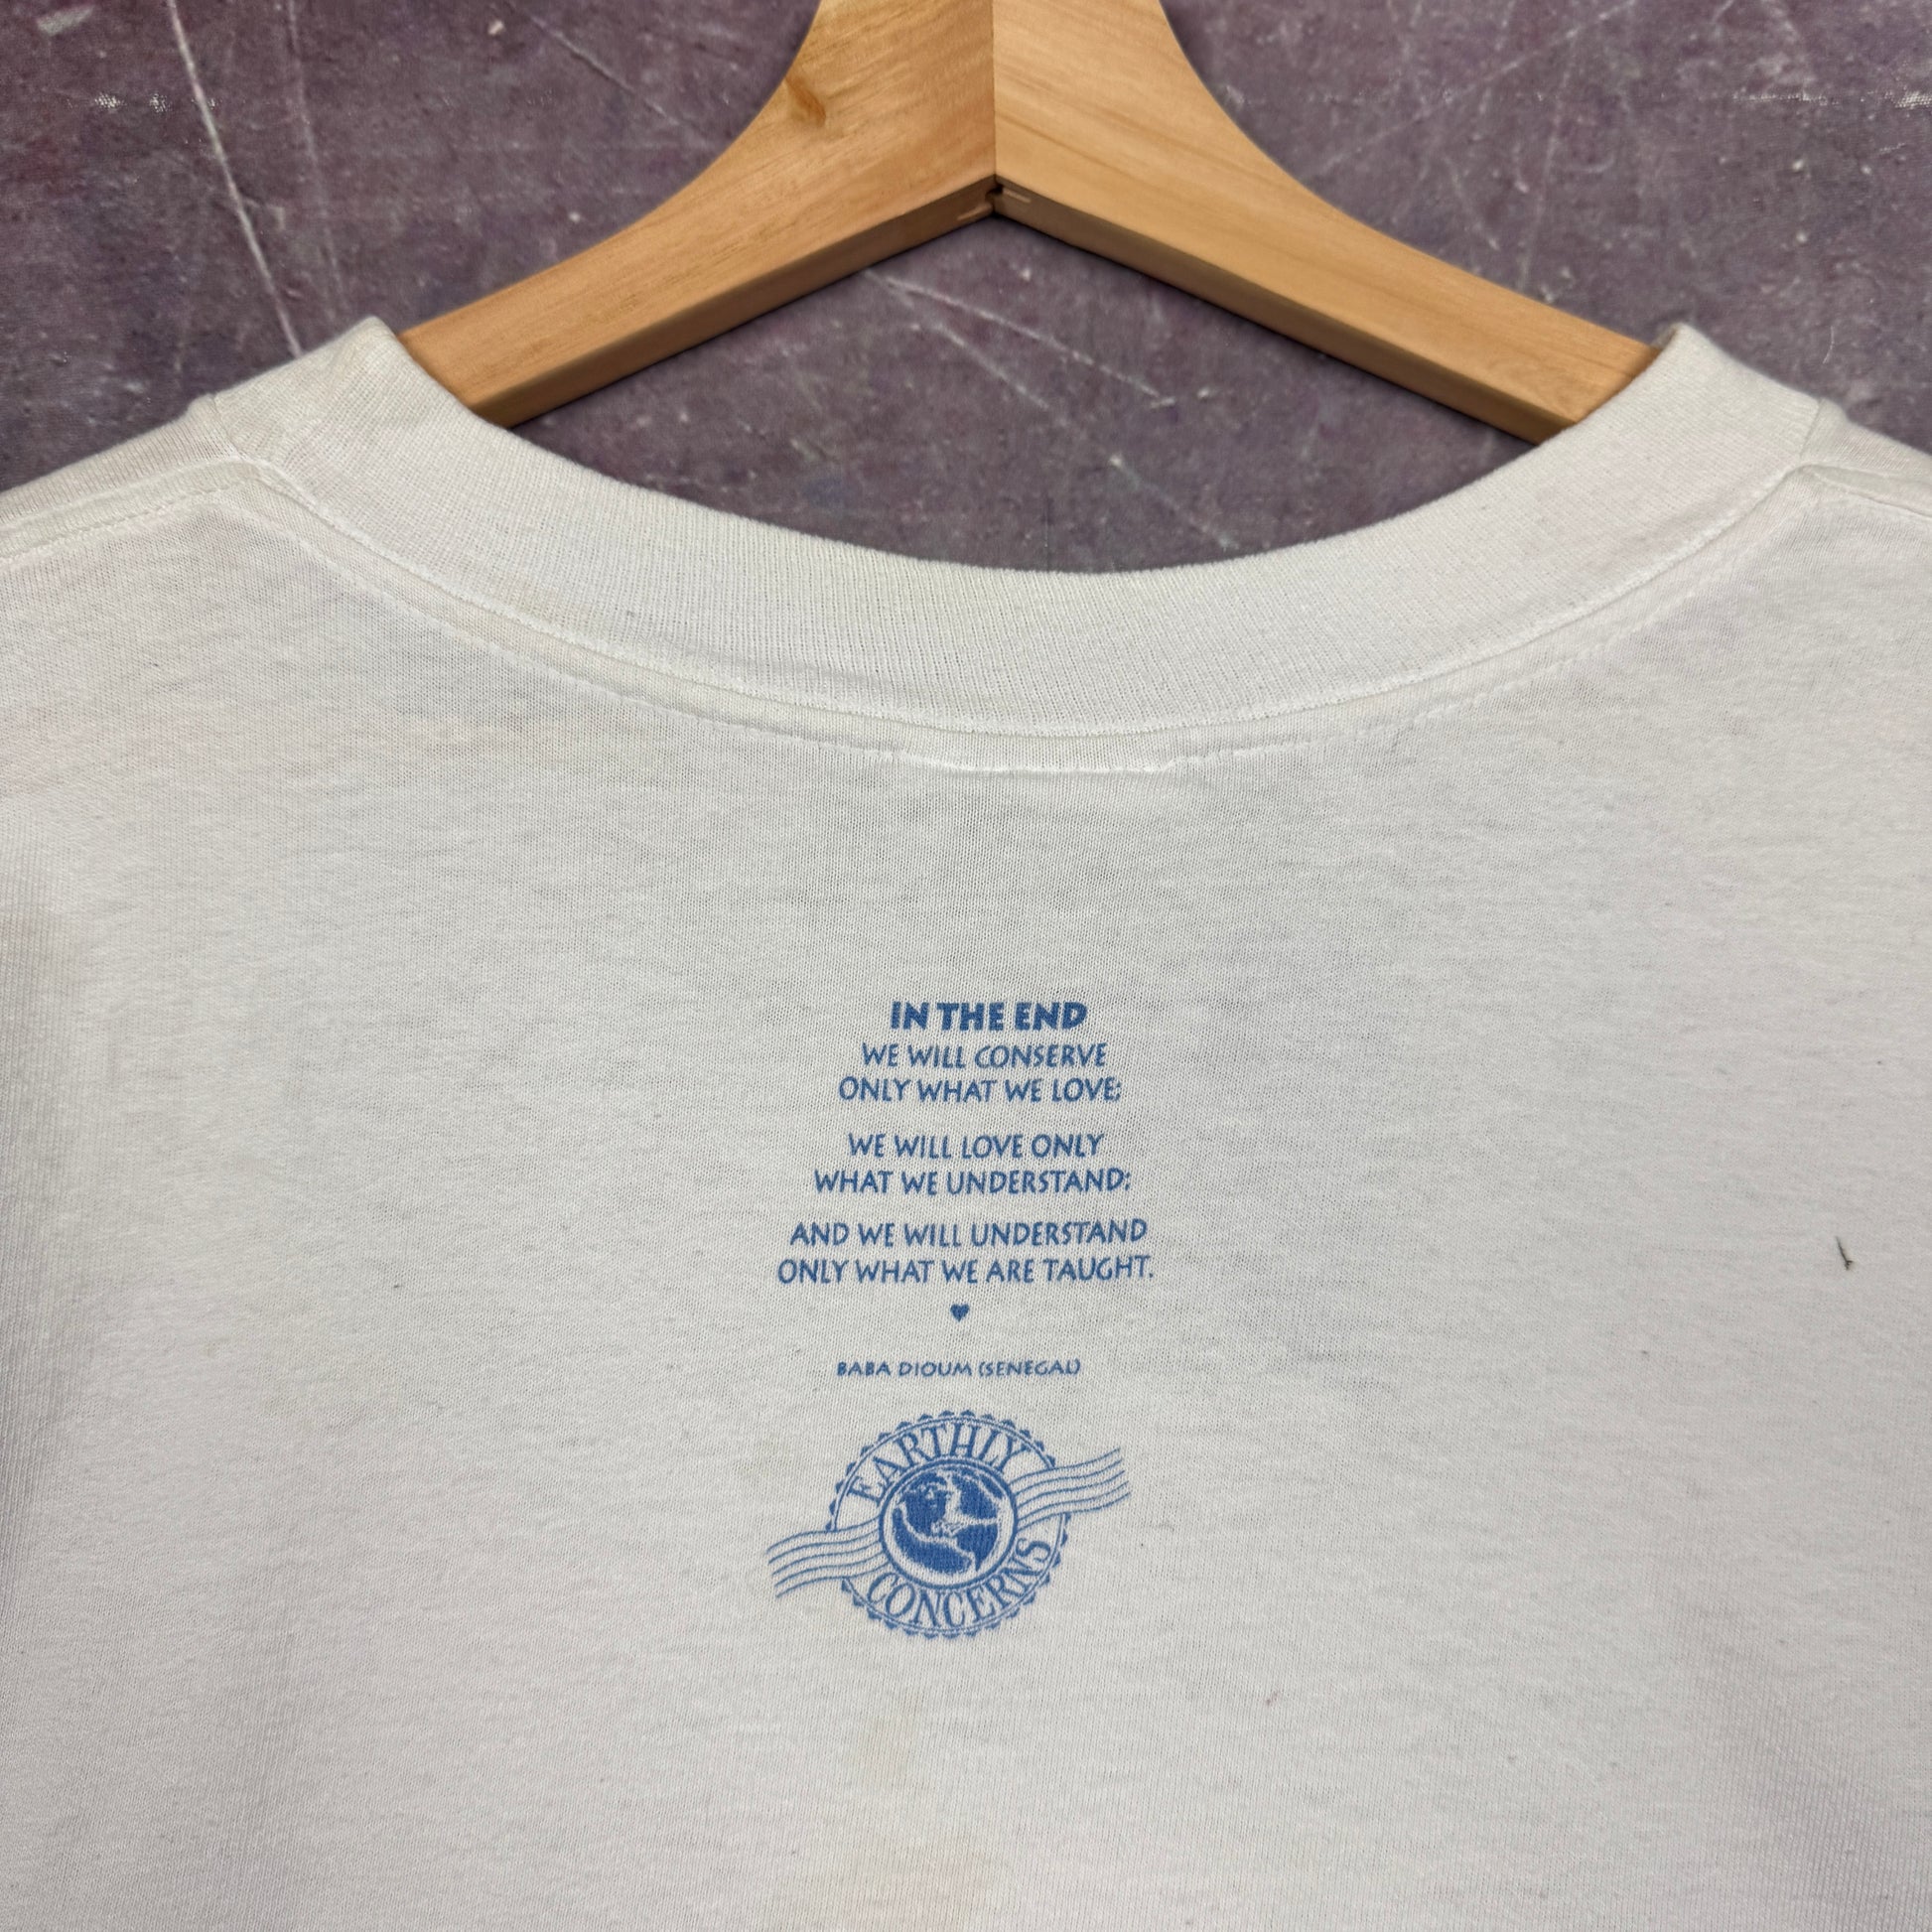 IN THE END
WE WILL CONSERVE
ONLY WHAT WE LOVE;
WE WILL LOVE ONLY
WHAT WE UNDERSTAND;
AND WE WILL UNDERSTAND
ONLY WHAT WE ARE TAUGHT.
BABA DIOUM (SENEGAL)
EARTHLY
CONCERNS